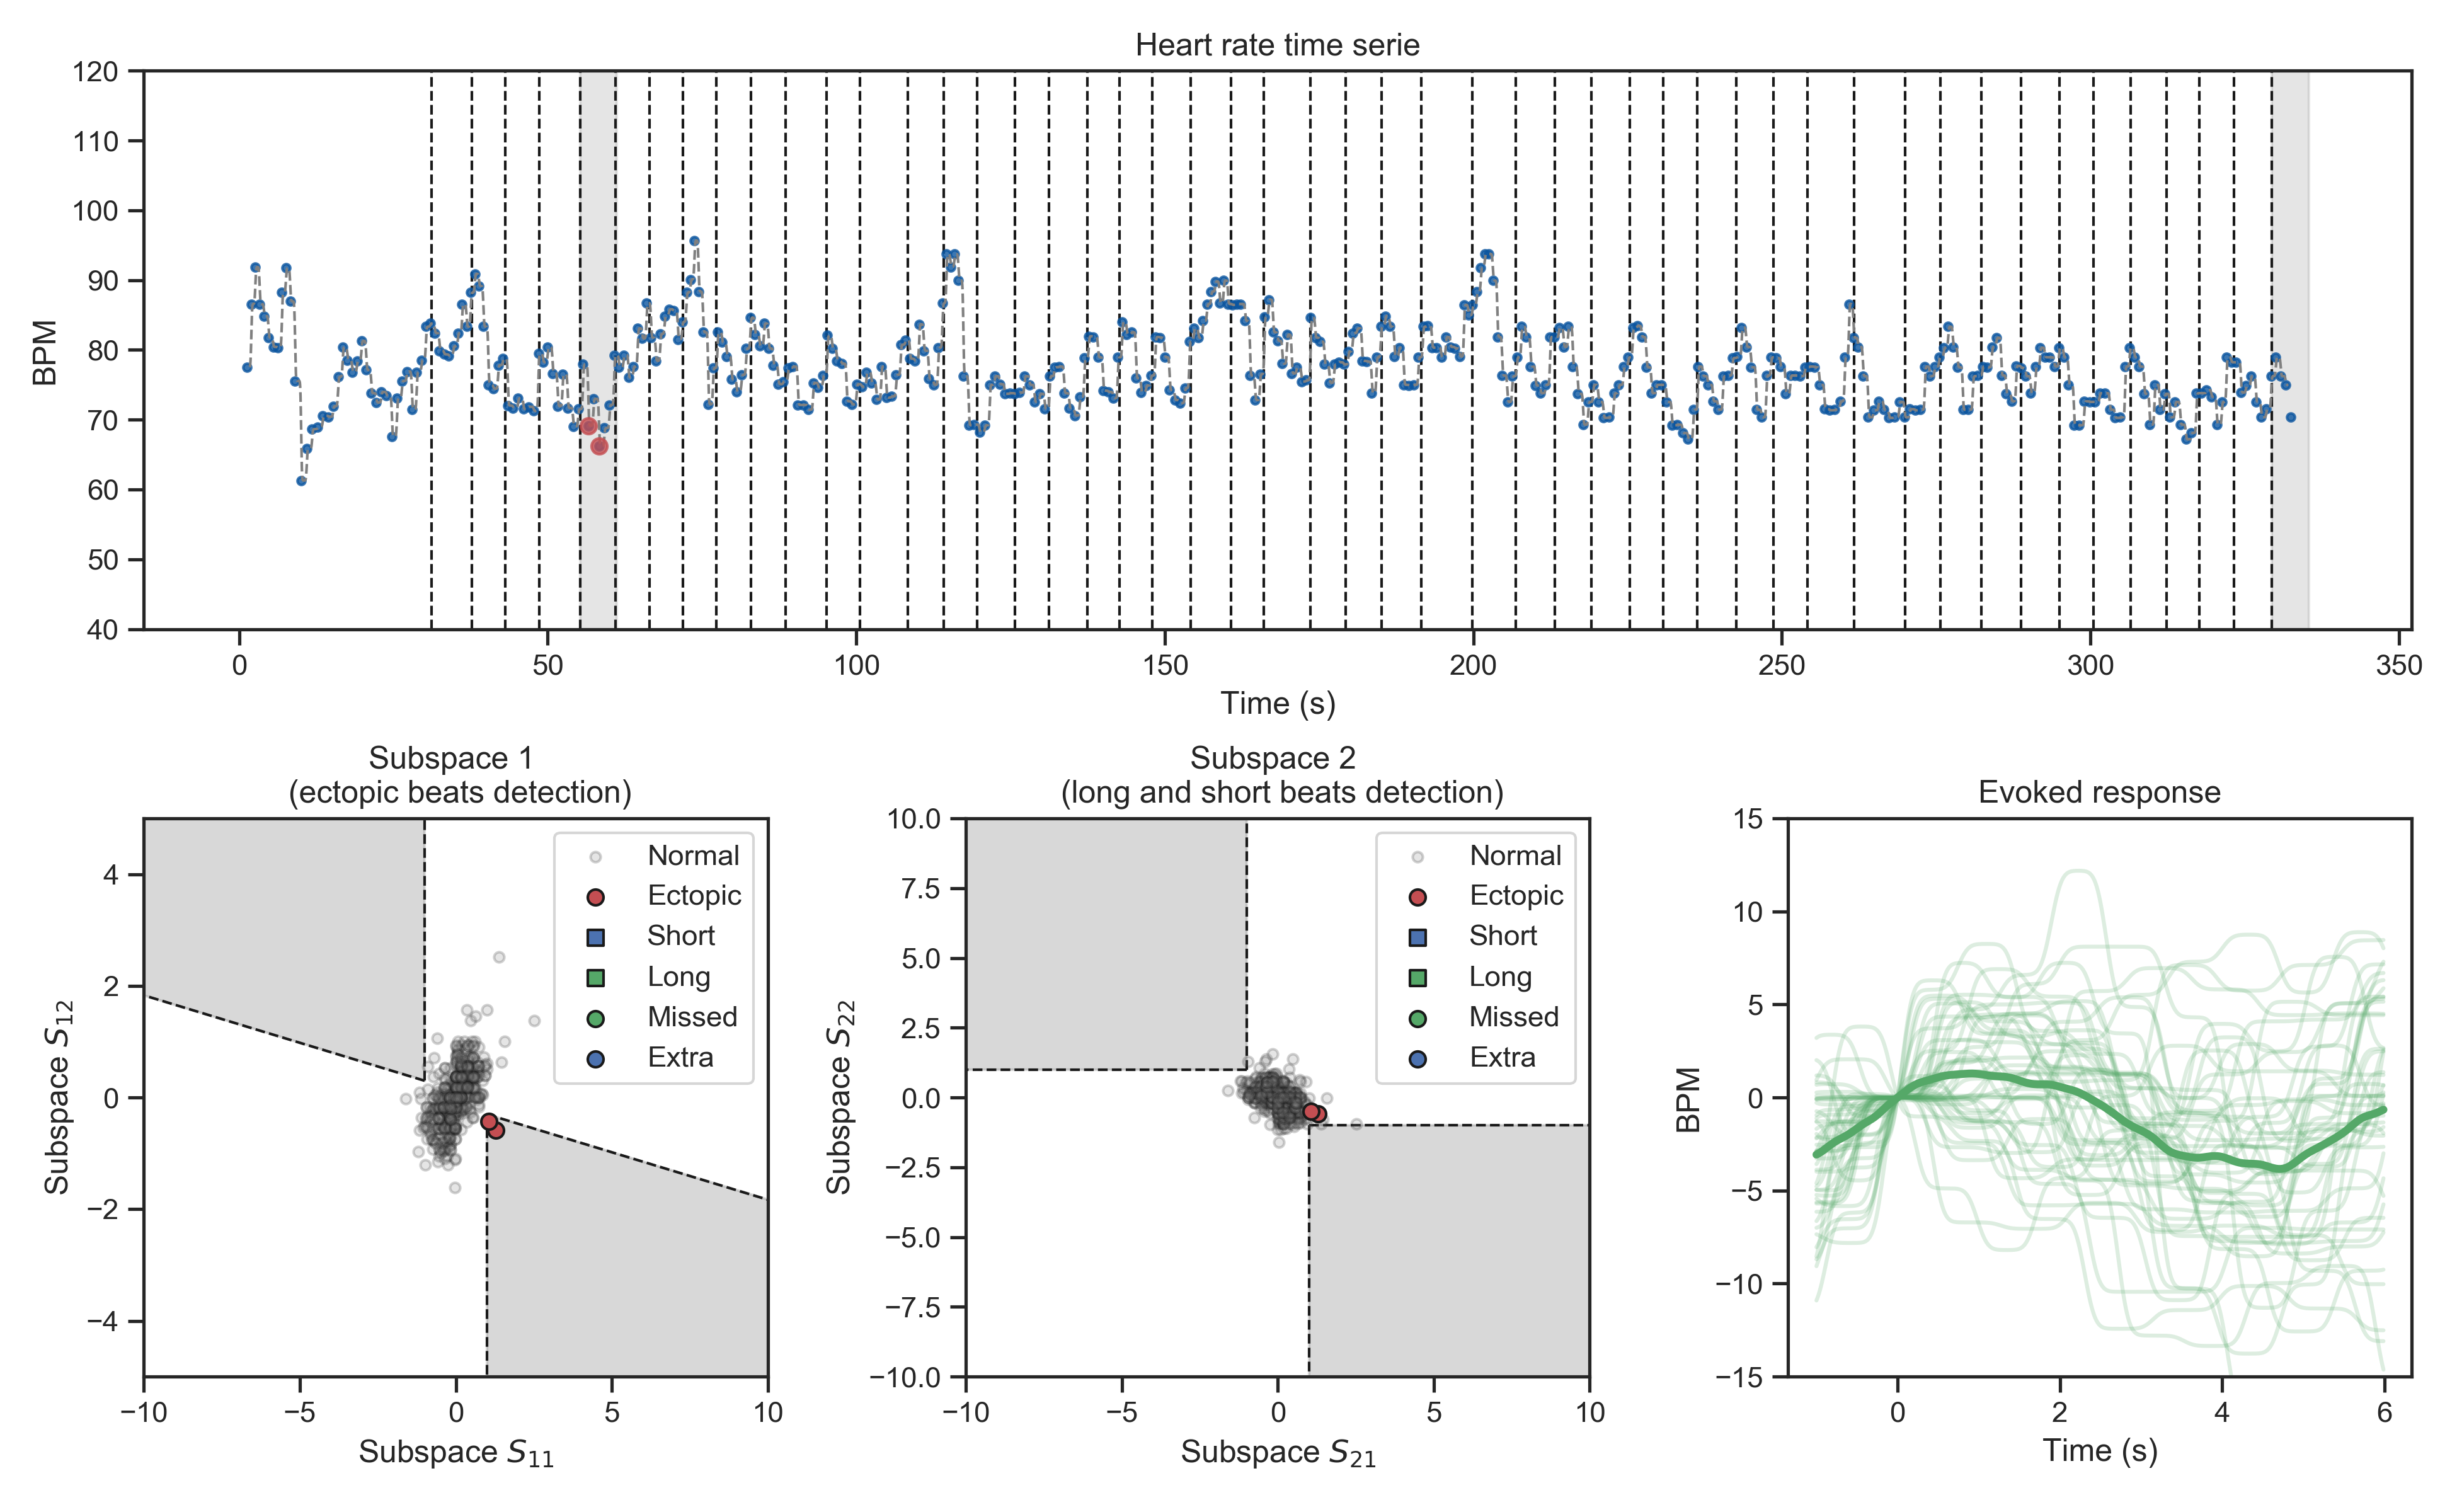 Heart rate time serie
120
110
100
90
80
70
60
50
40
BPM
0 50 100 150 200 250 300 350
Time (s)
Subspace 1
(ectopic beats detection)
4
2
0
−2
−4
Subspace S12
−10 −5 0 5 10
Subspace S11
Normal
Ectopic
Short
Long
Missed
Extra
Subspace 2
(long and short beats detection)
10.0
7.5
5.0
2.5
0.0
−2.5
−5.0
−7.5
−10.0
Subspace S22
−10 −5 0 5 10
Subspace S21
Normal
Ectopic
Short
Long
Missed
Extra
Evoked response
15
10
5
0
−5
−10
−15
BPM
0 2 4 6
Time (s)